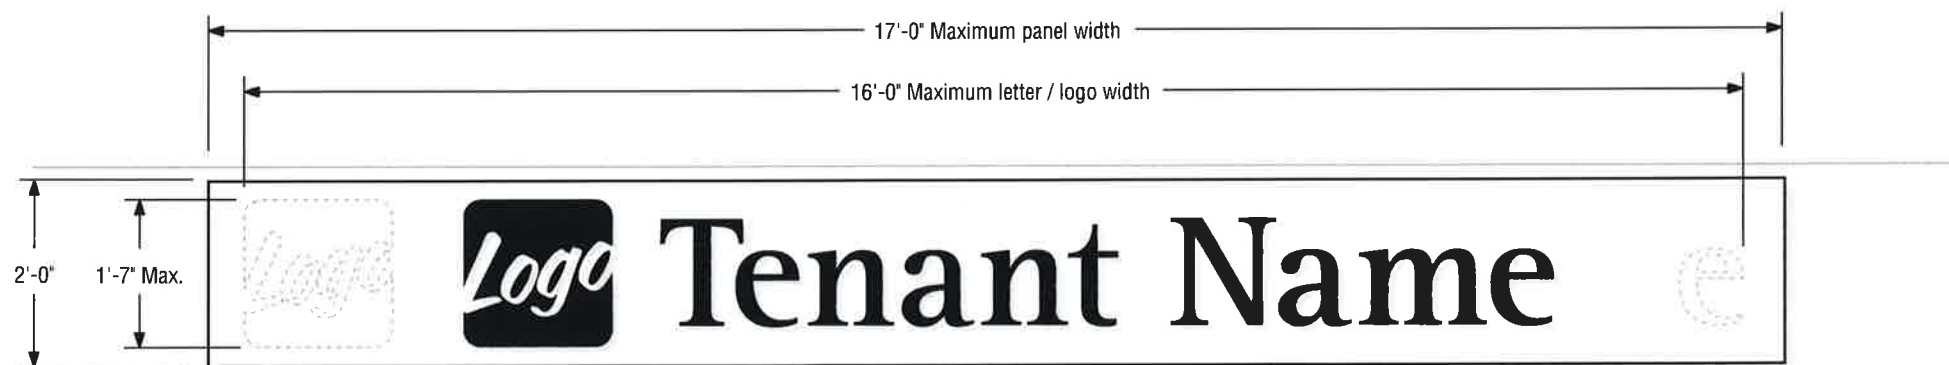 17'-0" Maximum panel width
16'-0" Maximum letter / logo width
2'-0" 1'-7" Max. Logo Logo Tenant Name e